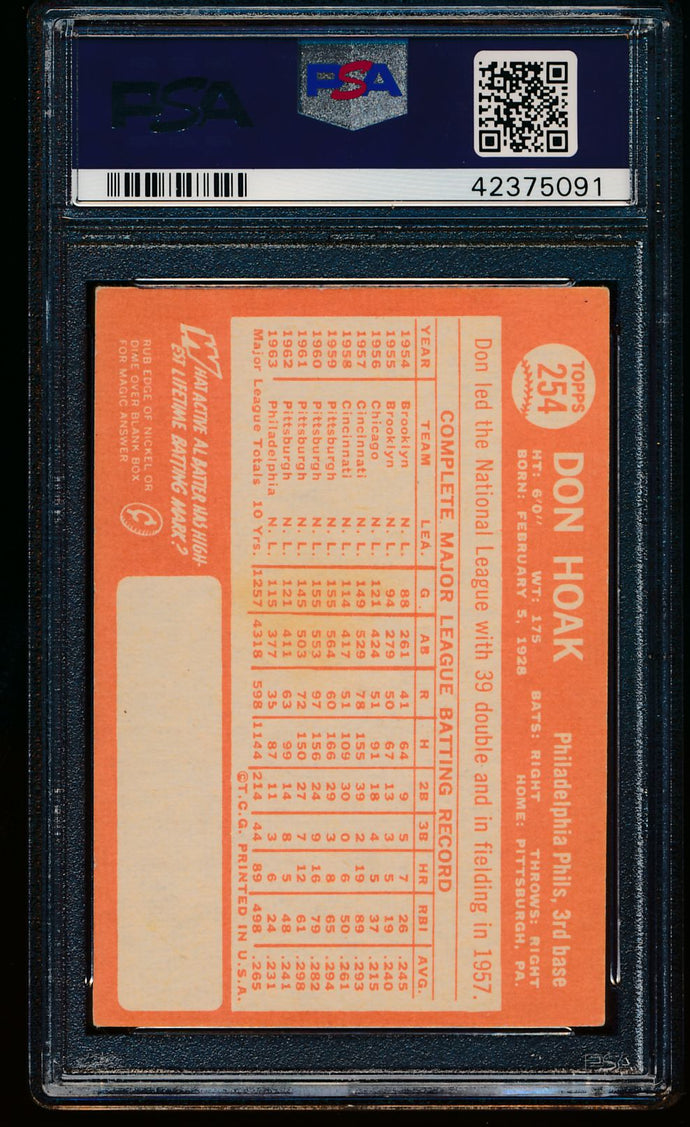 PSA
PSA
42375091
TOPPS
254
DON HOAK
Philadelphia Phils, 3rd base
HT: 6'0" WT: 175 BATS: RIGHT THROWS: RIGHT
BORN: FEBRUARY 5, 1928 HOME: PITTSBURGH, PA.
Don led the National League with 39 double and in fielding in 1957.
COMPLETE MAJOR LEAGUE BATTING RECORD
YEAR TEAM LEA. G AB R H 2B 3B HR RBI AVG.
1954 Brooklyn N. L. 88 261 41 64 9 5 7 26 .245
1955 Brooklyn N. L. 94 279 50 67 13 3 5 19 .240
1956 Chicago N. L. 121 424 51 91 18 4 5 37 .215
1957 Cincinnati N. L. 149 529 78 155 39 2 19 89 .293
1958 Cincinnati N. L. 114 417 51 109 30 0 6 50 .261
1959 Pittsburgh N. L. 155 564 60 166 29 3 8 65 .294
1960 Pittsburgh N. L. 155 553 97 156 24 9 16 79 .282
1961 Pittsburgh N. L. 145 503 72 150 27 7 12 61 .298
1962 Pittsburgh N. L. 121 411 63 99 14 8 5 48 .241
1963 Philadelphia N. L. 115 377 35 87 11 3 6 24 .231
Major League Totals 10 Yrs. 1257 4318 598 1144 214 44 89 498 .265
©T.C.G. PRINTED IN U.S.A.
WHAT ACTIVE A.L. BATTER HAS HIGH-
EST LIFETIME BATTING MARK?
RUB EDGE OF NICKEL OR
DIME OVER BLANK BOX
FOR MAGIC ANSWER
PSA